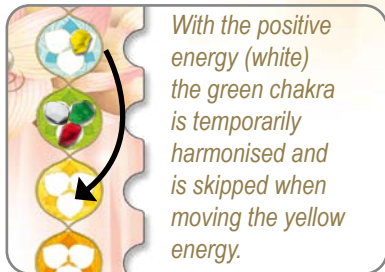 With the positive
energy (white)
the green chakra
is temporarily
harmonised and
is skipped when
moving the yellow
energy.